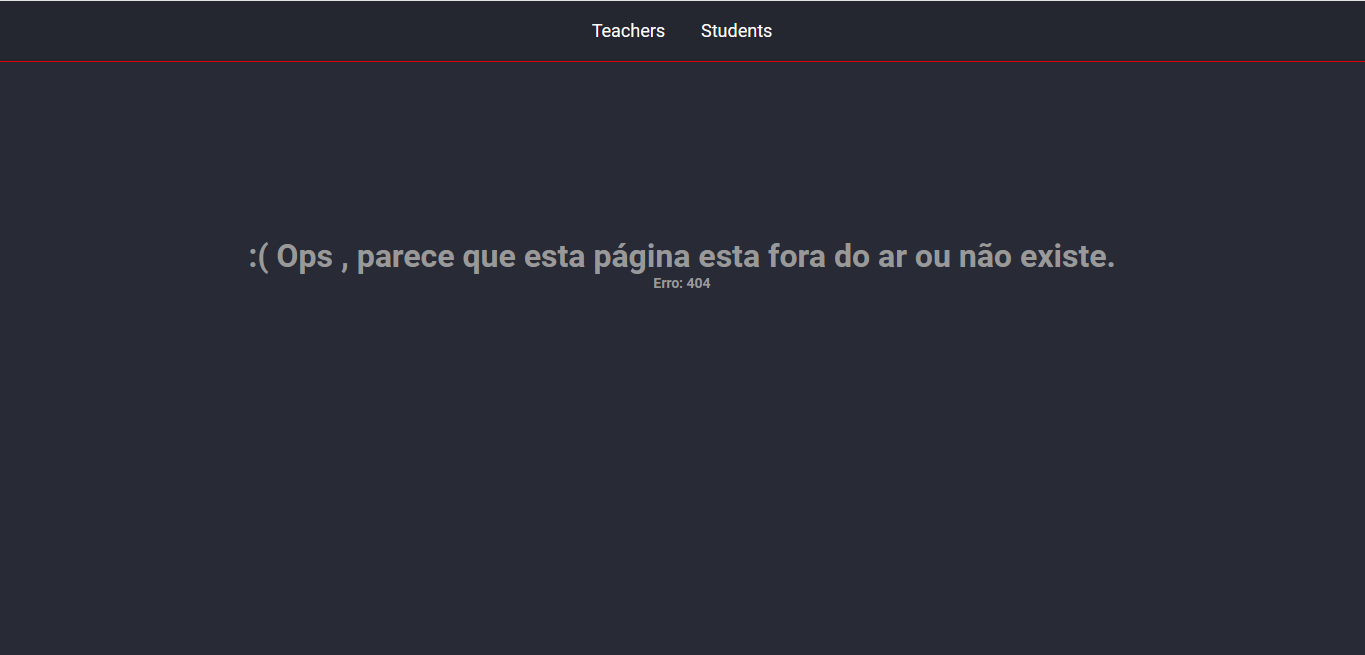 Teachers Students
:( Ops , parece que esta página esta fora do ar ou não existe.
Erro: 404